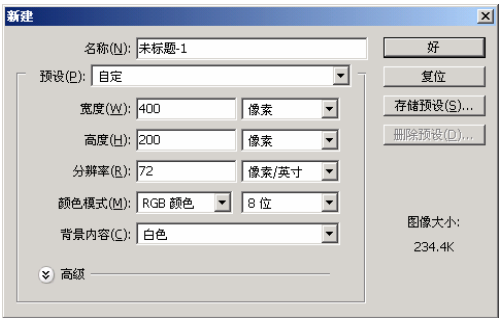 新建
名称(N): 未标题-1
好
预设(P): 自定
复位
宽度(W): 400 像素
存储预设(S)...
高度(H): 200 像素
删除预设(D)...
分辨率(R): 72 像素/英寸
颜色模式(M): RGB 颜色 8 位
图像大小:
背景内容(C): 白色
234.4K
高级